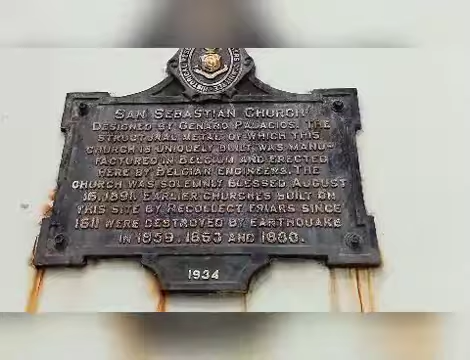 SAN SEBASTIAN CHURCH
DESIGNED BY GENARO PALACIOS. THE
STRUCTURAL METAL OF WHICH THIS
CHURCH IS UNIQUELY BUILT WAS MANU-
FACTURED IN BELGIUM AND ERECTED
HERE BY BELGIAN ENGINEERS. THE
CHURCH WAS SOLEMNLY BLESSED AUGUST
16, 1891. EARLIER CHURCHES BUILT ON
THIS SITE BY RECOLLECT FRIARS SINCE
1611 WERE DESTROYED BY EARTHQUAKE
IN 1859, 1863 AND 1880.
1934